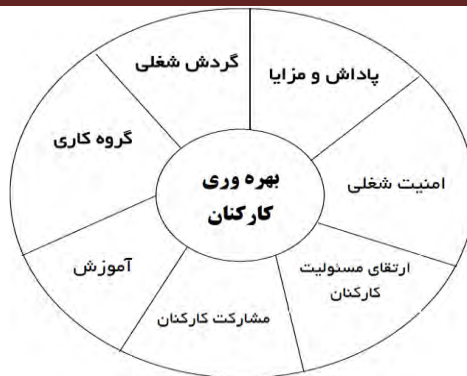 گردش شغلی
پاداش و مزایا
گروه کاری
امنیت شغلی
بهره وری
کارکنان
آموزش
ارتقای مسئولیت
کارکنان
مشارکت کارکنان